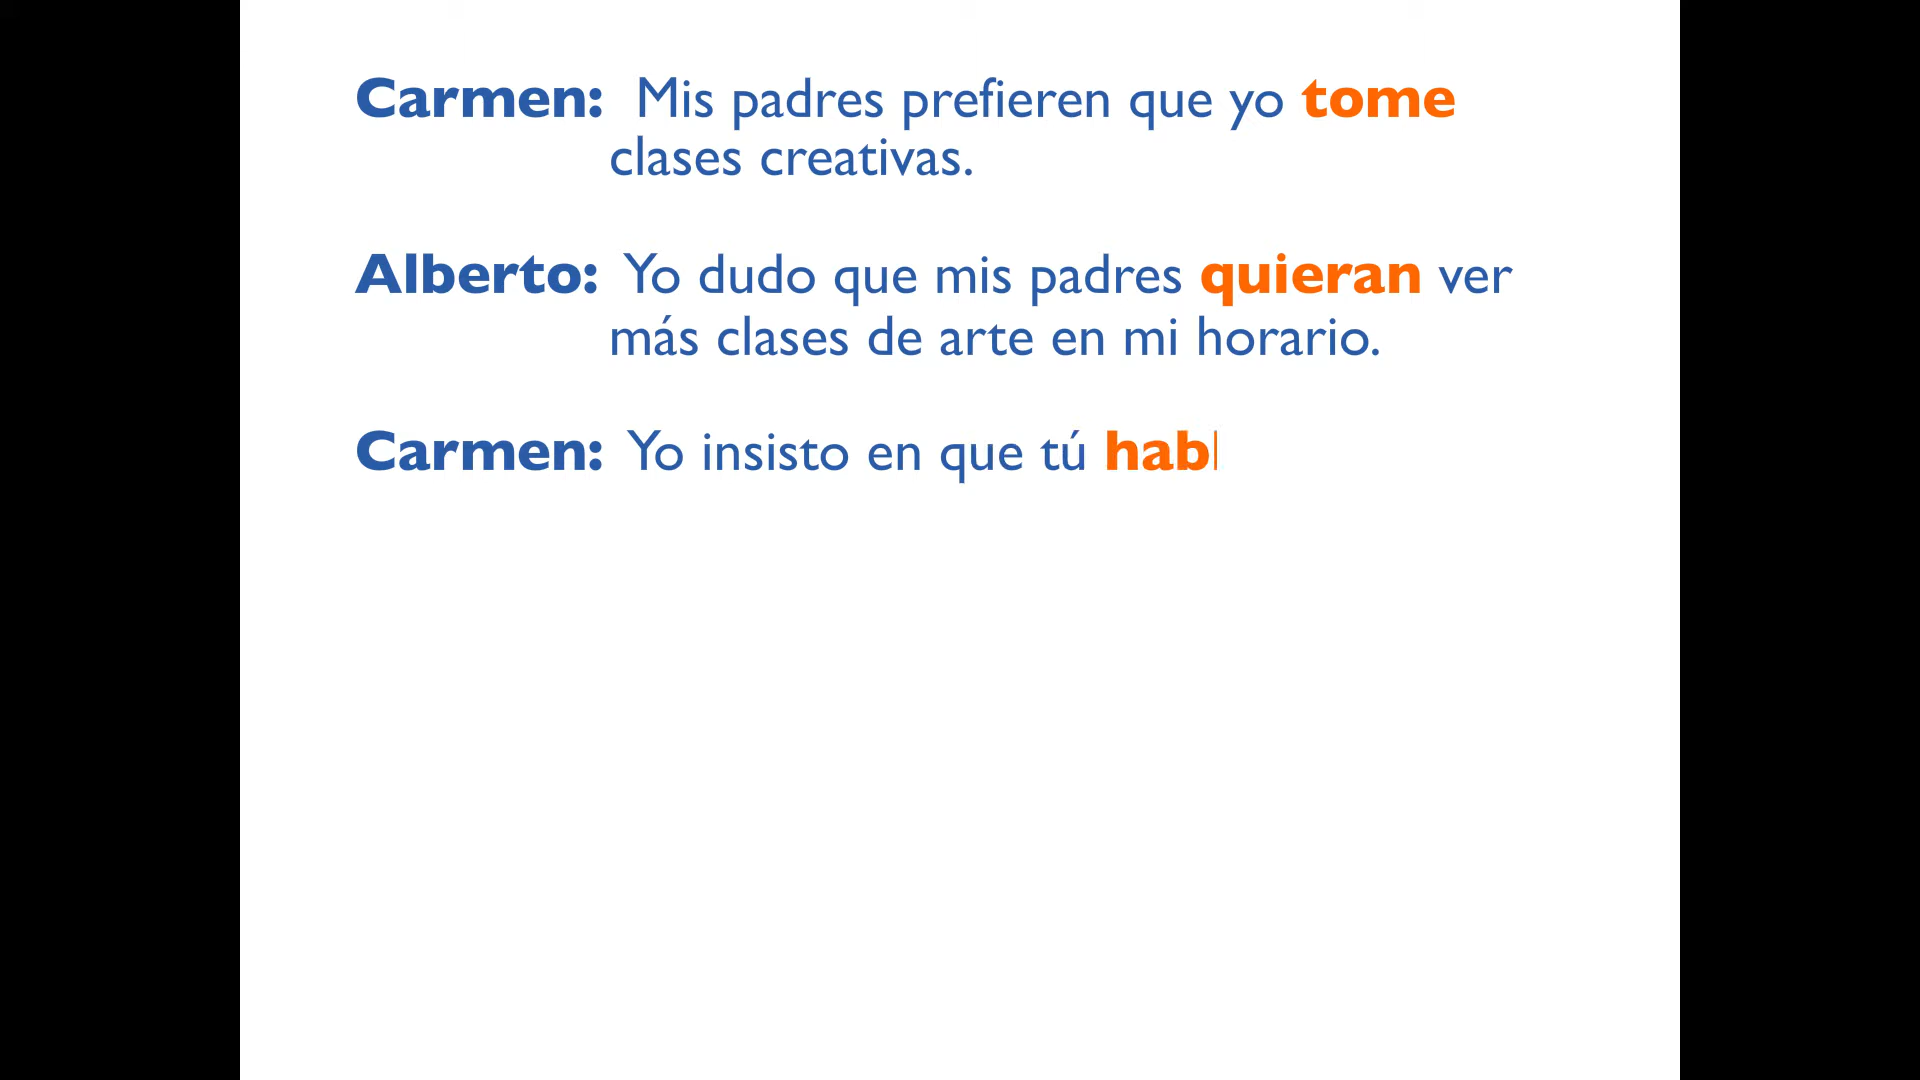 Carmen: Mis padres prefieren que yo tome
clases creativas.
Alberto: Yo dudo que mis padres quieran ver
más clases de arte en mi horario.
Carmen: Yo insisto en que tú hab